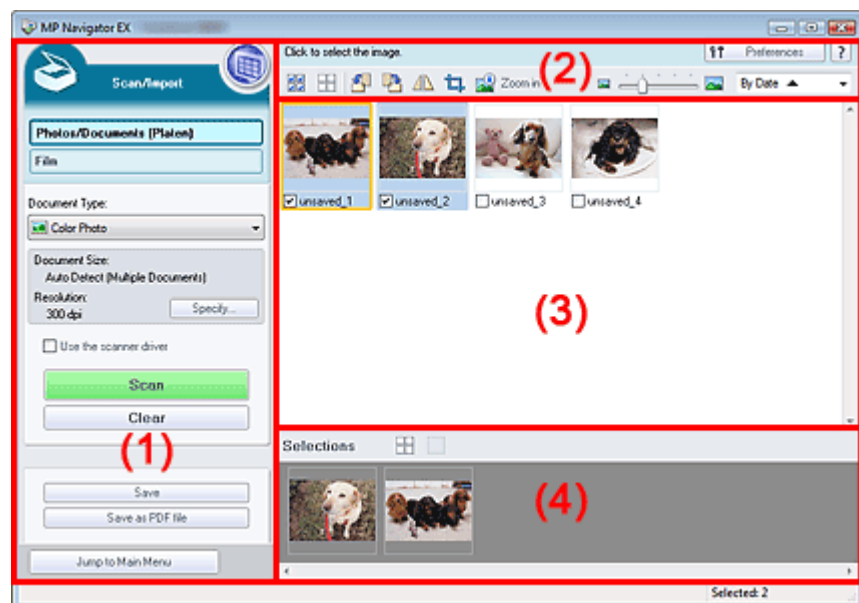 MP Navigator EX
Scan/Import
Photos/Documents (Platen)
Film
Document Type:
Color Photo
Document Size:
Auto Detect (Multiple Documents)
Resolution:
300 dpi
Specify...
Use the scanner driver
Scan
Clear
(1)
Save
Save as PDF file
Jump to Main Menu
Click to select the image.
Preferences
?
Zoom in
(2)
By Date
unsaved_1
unsaved_2
unsaved_3
unsaved_4
(3)
Selections
(4)
Selected: 2